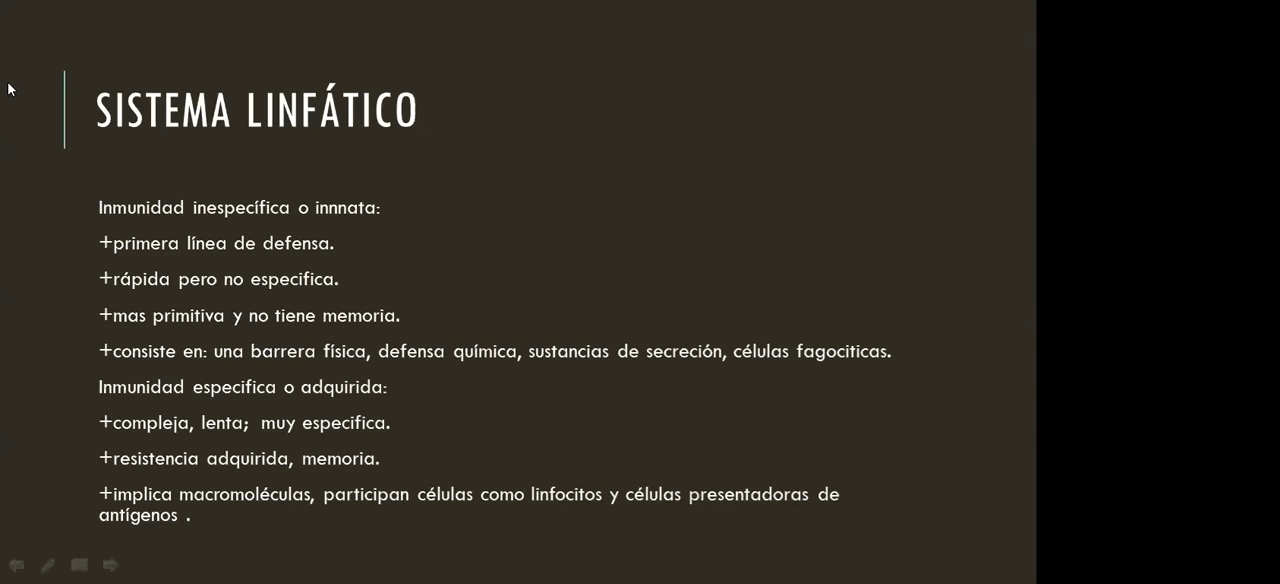 SISTEMA LINFÁTICO
Inmunidad inespecífica o innnata:
+primera línea de defensa.
+rápida pero no especifica.
+mas primitiva y no tiene memoria.
+consiste en: una barrera física, defensa química, sustancias de secreción, células fagociticas.
Inmunidad especifica o adquirida:
+compleja, lenta; muy especifica.
+resistencia adquirida, memoria.
+implica macromoléculas, participan células como linfocitos y células presentadoras de
antígenos .